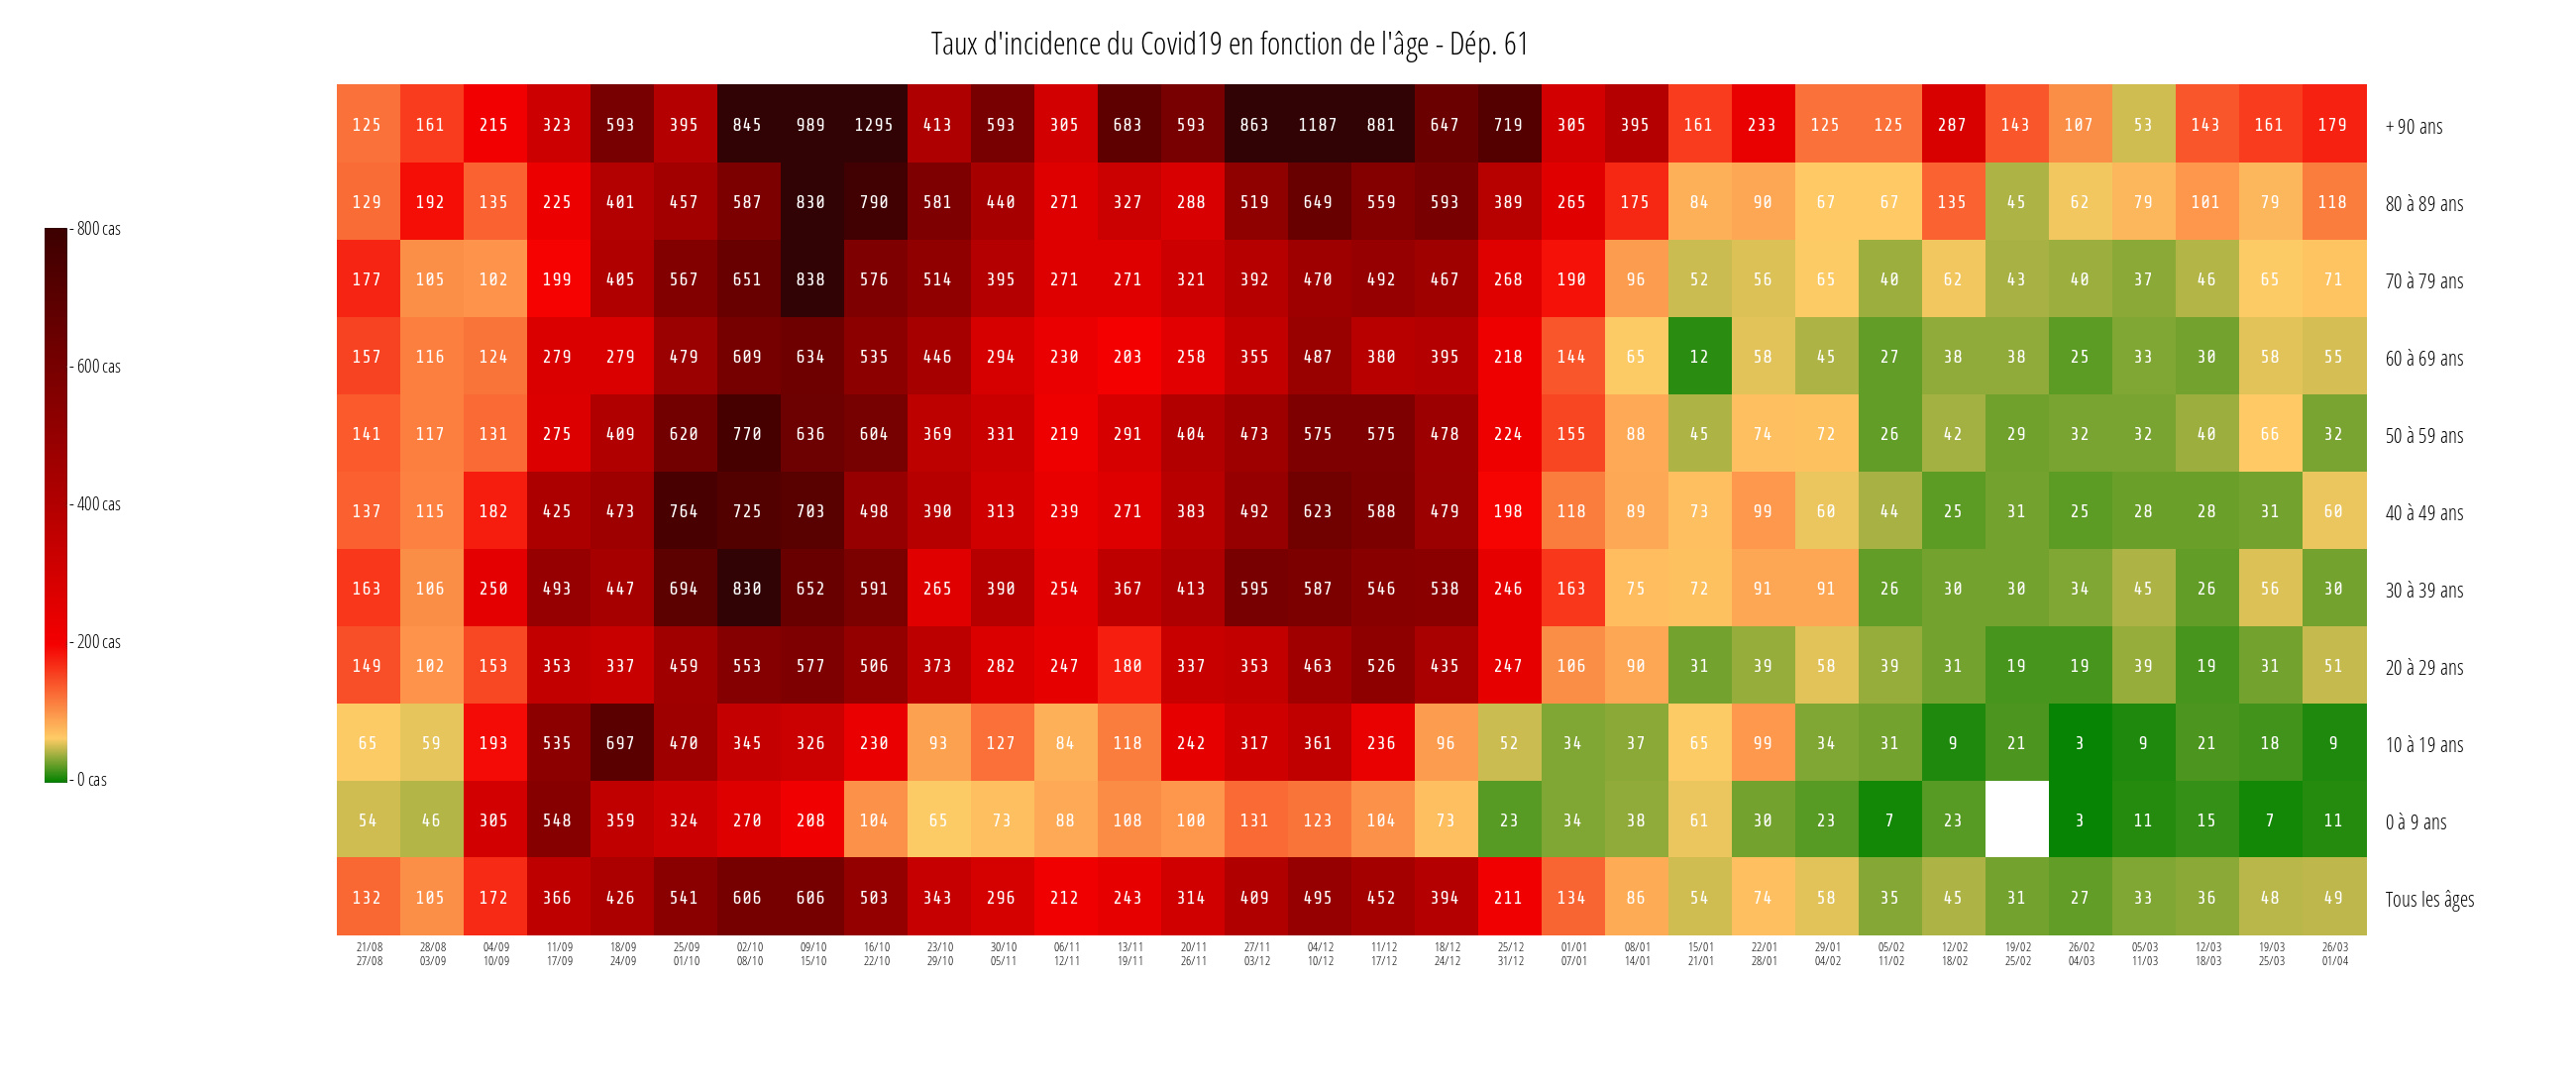 Taux d'incidence du Covid19 en fonction de l'âge - Dép. 61
- 800 cas
- 600 cas
- 400 cas
- 200 cas
- 0 cas
125 161 215 323 593 395 845 989 1295 413 593 305 683 593 863 1187 881 647 719 305 395 161 233 125 125 287 143 107 53 143 161 179 + 90 ans
129 192 135 225 401 457 587 830 790 581 440 271 327 288 519 649 559 593 389 265 175 84 90 67 67 135 45 62 79 101 79 118 80 à 89 ans
177 105 102 199 405 567 651 838 576 514 395 271 271 321 392 470 492 467 268 190 96 52 56 65 40 62 43 40 37 46 65 71 70 à 79 ans
157 116 124 279 279 479 609 634 535 446 294 230 203 258 355 487 380 395 218 144 65 12 58 45 27 38 38 25 33 30 58 55 60 à 69 ans
141 117 131 275 409 620 770 636 604 369 331 219 291 404 473 575 575 478 224 155 88 45 74 72 26 42 29 32 32 40 66 32 50 à 59 ans
137 115 182 425 473 764 725 703 498 390 313 239 271 383 492 623 588 479 198 118 89 73 99 60 44 25 31 25 28 28 31 60 40 à 49 ans
163 106 250 493 447 694 830 652 591 265 390 254 367 413 595 587 546 538 246 163 75 72 91 91 26 30 30 34 45 26 56 30 30 à 39 ans
149 102 153 353 337 459 553 577 506 373 282 247 180 337 353 463 526 435 247 106 90 31 39 58 39 31 19 19 39 19 31 51 20 à 29 ans
65 59 193 535 697 470 345 326 230 93 127 84 118 242 317 361 236 96 52 34 37 65 99 34 31 9 21 3 9 21 18 9 10 à 19 ans
54 46 305 548 359 324 270 208 104 65 73 88 108 100 131 123 104 73 23 34 38 61 30 23 7 23 3 11 15 7 11 0 à 9 ans
132 105 172 366 426 541 606 606 503 343 296 212 243 314 409 495 452 394 211 134 86 54 74 58 35 45 31 27 33 36 48 49 Tous les âges
21/08 28/08 04/09 11/09 18/09 25/09 02/10 09/10 16/10 23/10 30/10 06/11 13/11 20/11 27/11 04/12 11/12 18/12 25/12 01/01 08/01 15/01 22/01 29/01 05/02 12/02 19/02 26/02 05/03 12/03 19/03 26/03
27/08 03/09 10/09 17/09 24/09 01/10 08/10 15/10 22/10 29/10 05/11 12/11 19/11 26/11 03/12 10/12 17/12 24/12 31/12 07/01 14/01 21/01 28/01 04/02 11/02 18/02 25/02 04/03 11/03 18/03 25/03 01/04